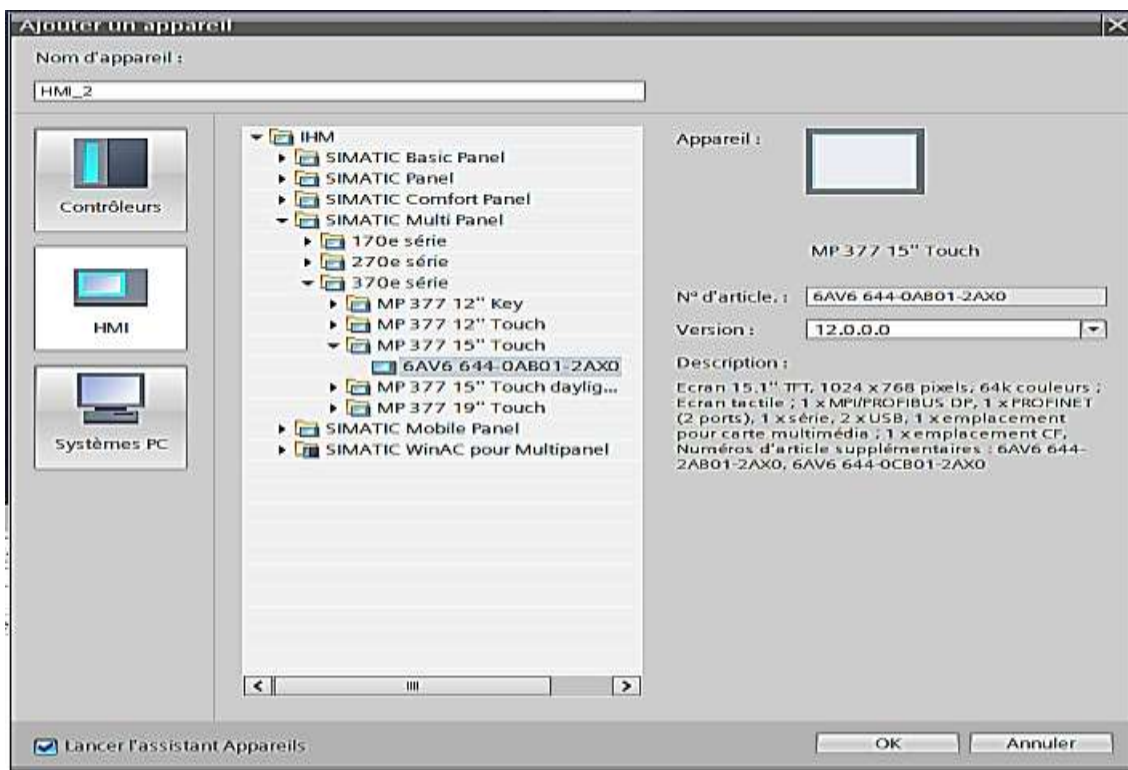 Ajouter un appareil
Nom d'appareil :
HMI_2
Contrôleurs
HMI
Systèmes PC
IHM
SIMATIC Basic Panel
SIMATIC Panel
SIMATIC Comfort Panel
SIMATIC Multi Panel
170e série
270e série
370e série
MP 377 12" Key
MP 377 12" Touch
MP 377 15" Touch
6AV6 644-0AB01-2AX0
MP 377 15" Touch daylig...
MP 377 19" Touch
SIMATIC Mobile Panel
SIMATIC WinAC pour Multipanel
Appareil :
MP 377 15" Touch
N° d'article. : 6AV6 644-0AB01-2AX0
Version : 12.0.0.0
Description :
Ecran 15.1" TFT, 1024 x 768 pixels, 64k couleurs ;
Ecran tactile ; 1 x MPI/PROFIBUS DP, 1 x PROFINET
(2 ports), 1 x série, 2 x USB, 1 x emplacement
pour carte multimédia ; 1 x emplacement CF,
Numéros d'article supplémentaires : 6AV6 644-
2AB01-2AX0, 6AV6 644-0CB01-2AX0
Lancer l'assistant Appareils
OK
Annuler